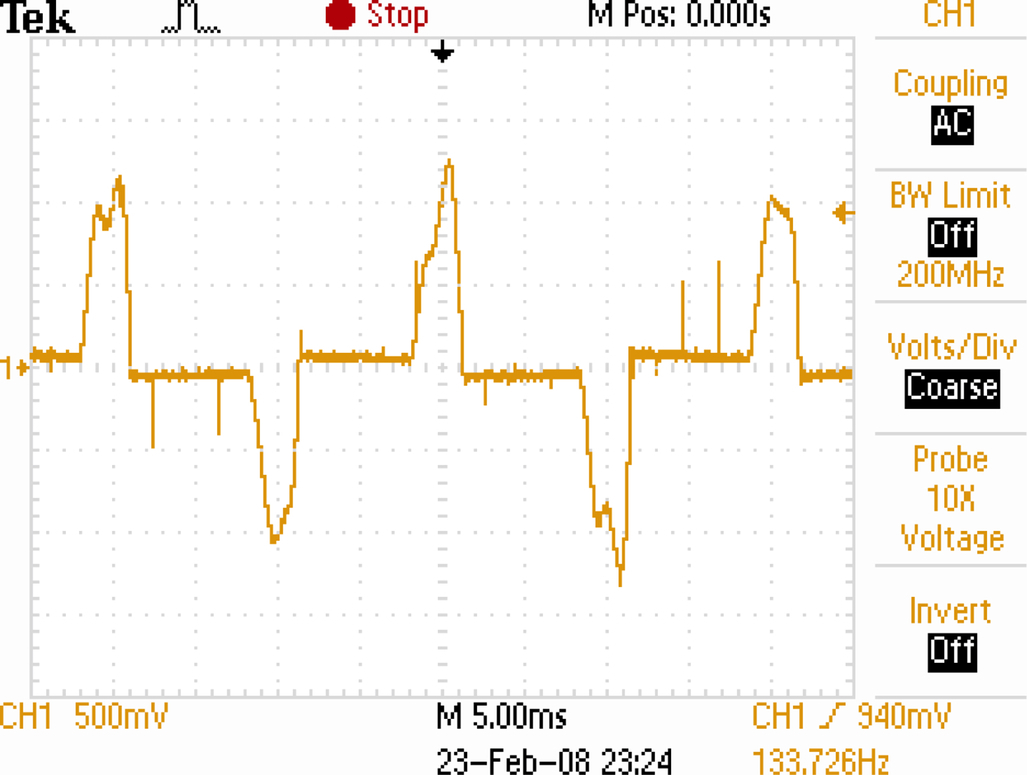 Tek Stop M Pos: 0.000s CH1
Coupling
AC
BW Limit
Off
200MHz
Volts/Div
Coarse
Probe
10X
Voltage
Invert
Off
1
CH1 500mV M 5.00ms CH1 940mV
23-Feb-08 23:24 133.726Hz